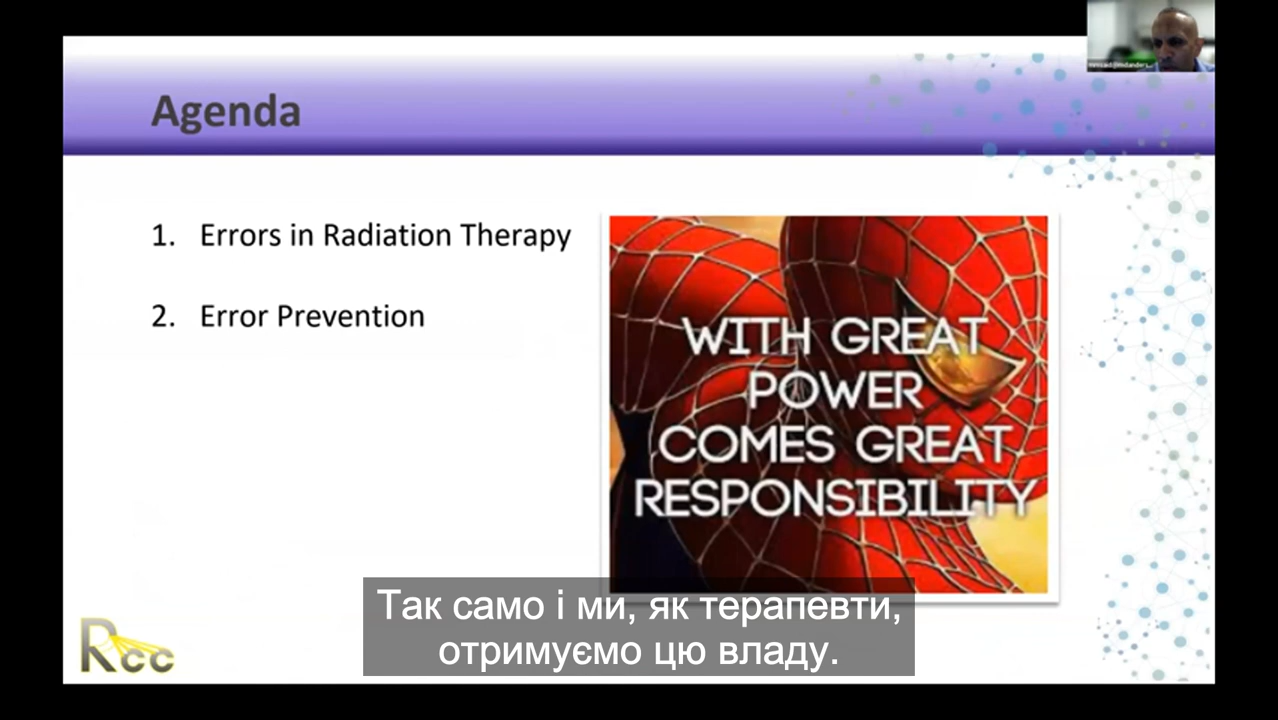 Agenda
1. Errors in Radiation Therapy
2. Error Prevention
WITH GREAT
POWER
COMES GREAT
RESPONSIBILITY
Так само і ми, як терапевти,
отримуємо цю владу.
Rcc